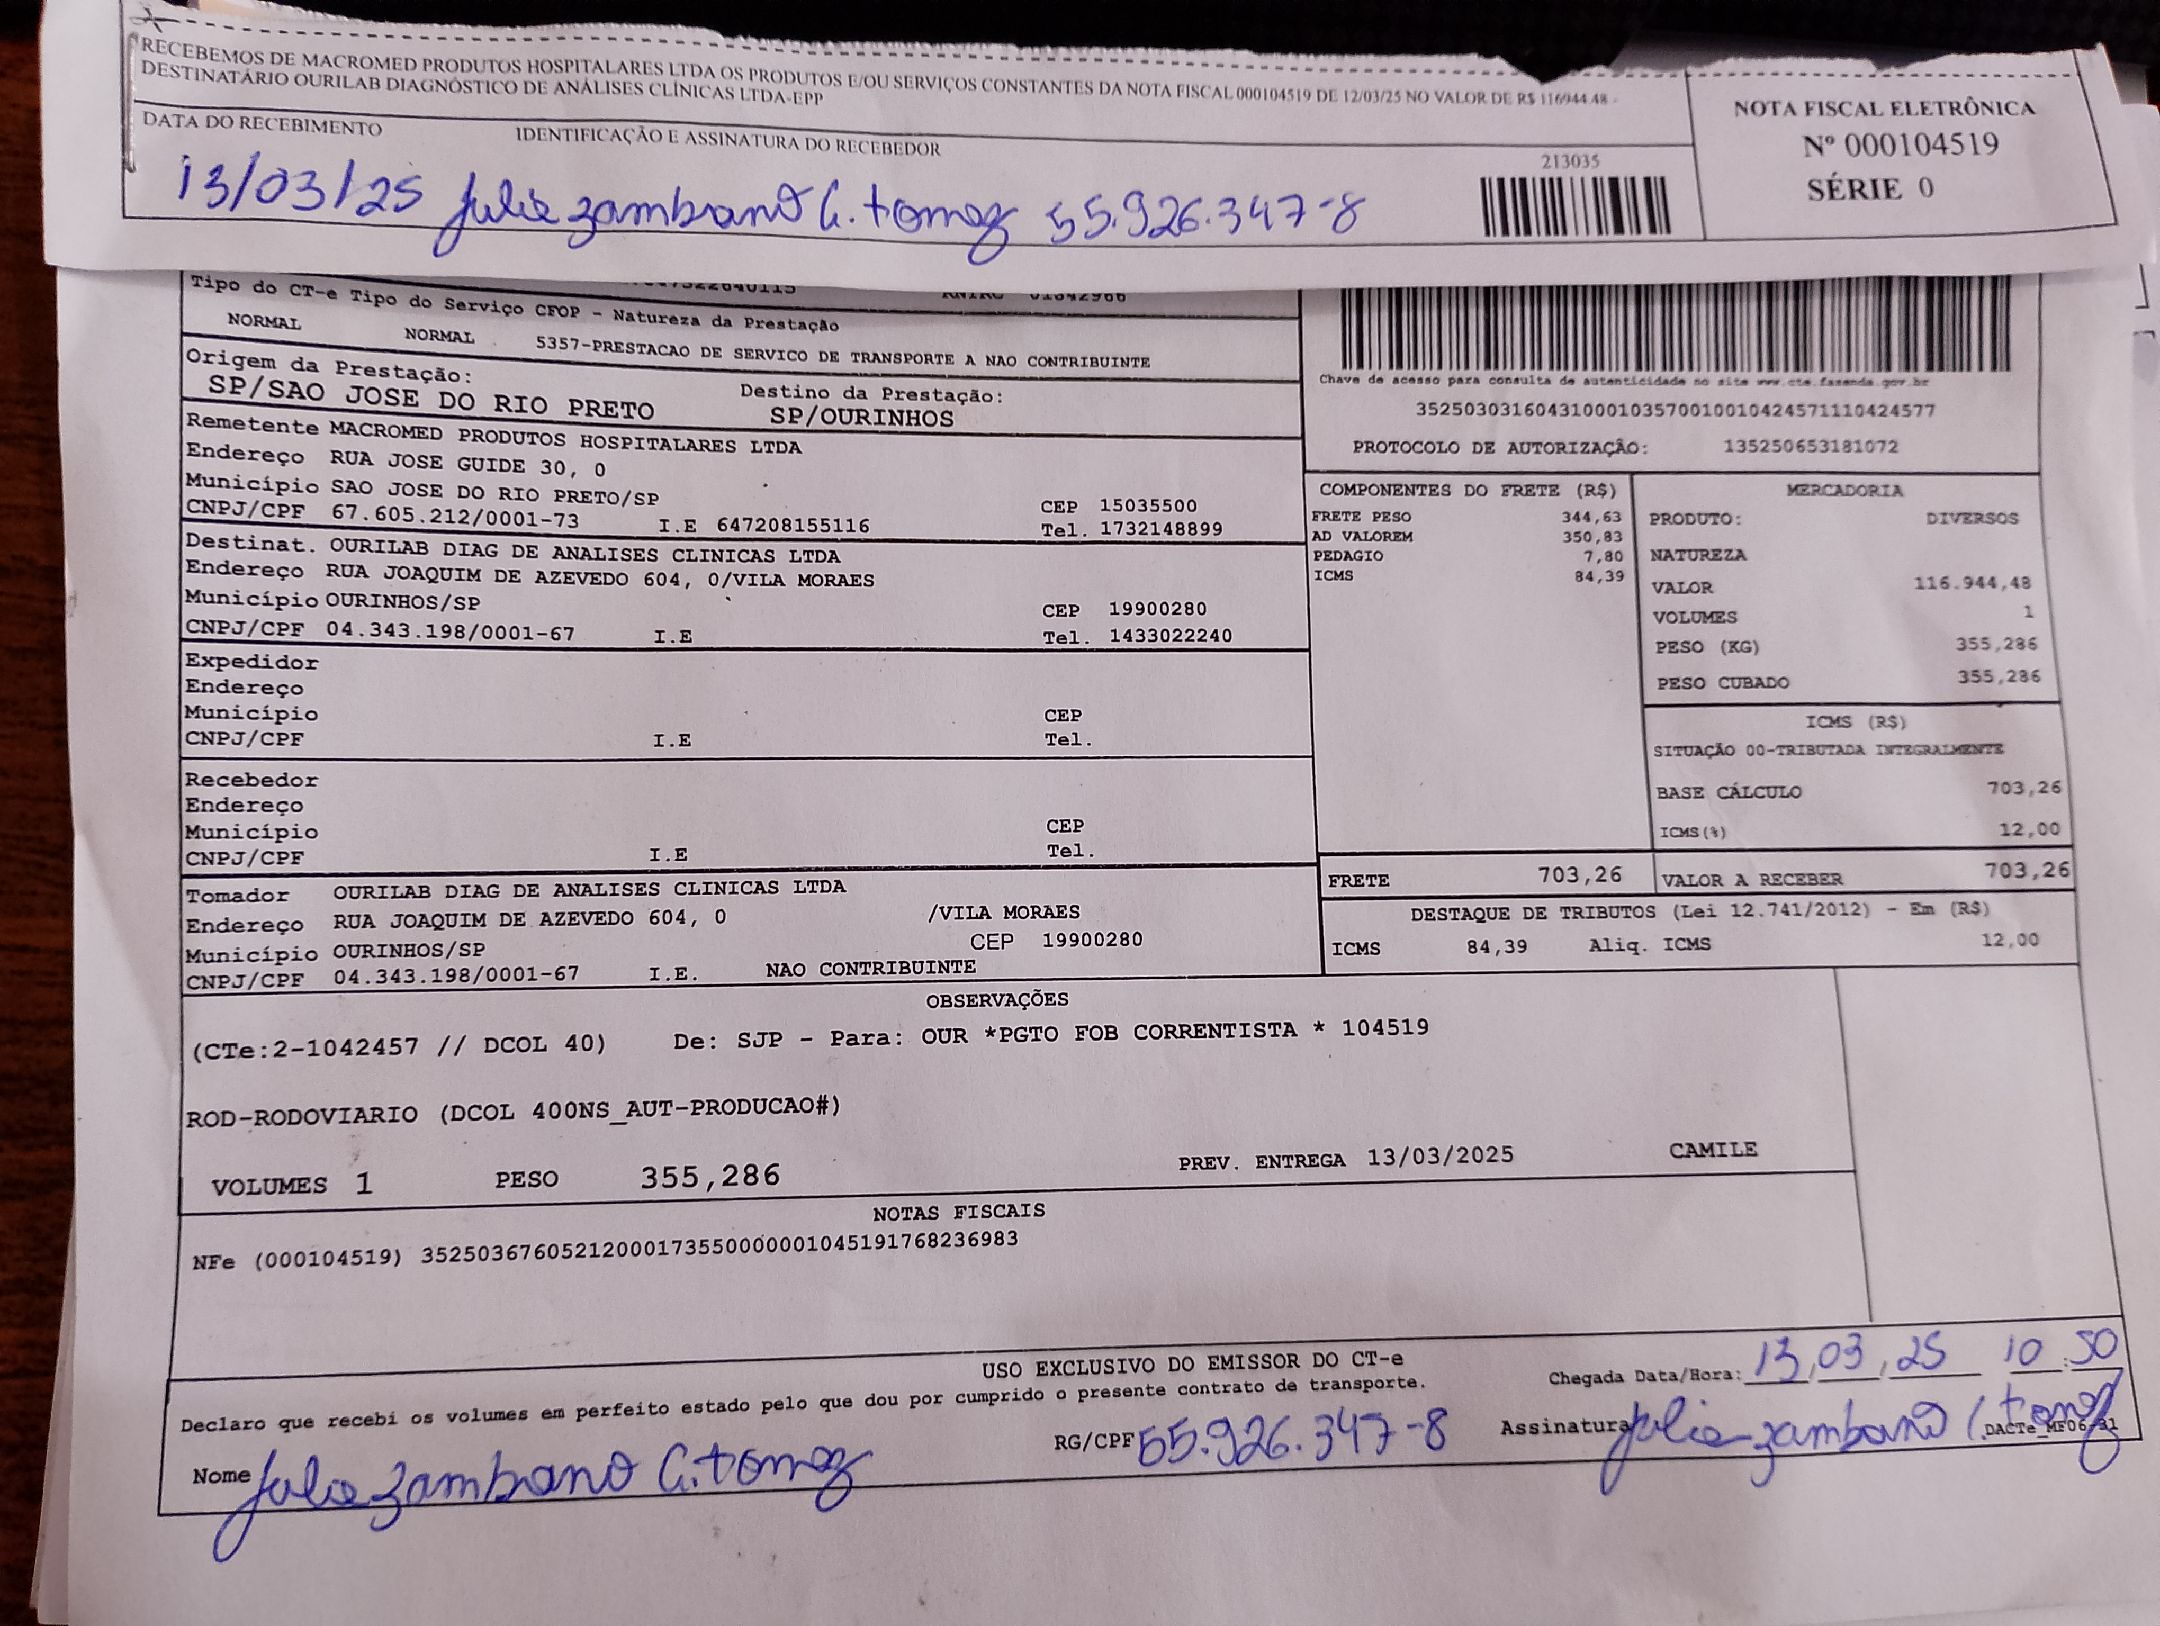 RECEBEMOS DE MACROMED PRODUTOS HOSPITALARES LTDA OS PRODUTOS E/OU SERVIÇOS CONSTANTES DA NOTA FISCAL 000104519 DE 12/03/25 NO VALOR DE R$ 116944.48 -
DESTINATÁRIO OURILAB DIAGNÓSTICO DE ANÁLISES CLÍNICAS LTDA-EPP
DATA DO RECEBIMENTO IDENTIFICAÇÃO E ASSINATURA DO RECEBEDOR
13/03/25 Julie Zambrano G. tomaz 55.926.347-8
213035
NOTA FISCAL ELETRÔNICA
Nº 000104519
SÉRIE 0
Tipo do CT-e Tipo do Serviço CFOP - Natureza da Prestação
NORMAL NORMAL 5357-PRESTACAO DE SERVICO DE TRANSPORTE A NAO CONTRIBUINTE
Origem da Prestação: Destino da Prestação:
SP/SAO JOSE DO RIO PRETO SP/OURINHOS
Remetente MACROMED PRODUTOS HOSPITALARES LTDA
Endereço RUA JOSE GUIDE 30, 0
Município SAO JOSE DO RIO PRETO/SP CEP 15035500
CNPJ/CPF 67.605.212/0001-73 I.E 647208155116 Tel. 1732148899
Destinat. OURILAB DIAG DE ANALISES CLINICAS LTDA
Endereço RUA JOAQUIM DE AZEVEDO 604, 0/VILA MORAES
Município OURINHOS/SP CEP 19900280
CNPJ/CPF 04.343.198/0001-67 I.E Tel. 1433022240
Expedidor
Endereço
Município CEP
CNPJ/CPF I.E Tel.
Recebedor
Endereço
Município CEP
CNPJ/CPF I.E Tel.
Tomador OURILAB DIAG DE ANALISES CLINICAS LTDA
Endereço RUA JOAQUIM DE AZEVEDO 604, 0 /VILA MORAES
Município OURINHOS/SP CEP 19900280
CNPJ/CPF 04.343.198/0001-67 I.E. NAO CONTRIBUINTE
Chave de acesso para consulta de autenticidade no site www.cte.fazenda.gov.br
35250303160431000103570010010424571110424577
PROTOCOLO DE AUTORIZAÇÃO: 135250653181072
COMPONENTES DO FRETE (R$)
FRETE PESO 344,63
AD VALOREM 350,83
PEDAGIO 7,80
ICMS 84,39
MERCADORIA
PRODUTO: DIVERSOS
NATUREZA
VALOR 116.944,48
VOLUMES 1
PESO (KG) 355,286
PESO CUBADO 355,286
ICMS (R$)
SITUAÇÃO 00-TRIBUTADA INTEGRALMENTE
BASE CÁLCULO 703,26
ICMS(%) 12,00
FRETE 703,26 VALOR A RECEBER 703,26
DESTAQUE DE TRIBUTOS (Lei 12.741/2012) - Em (R$)
ICMS 84,39 Aliq. ICMS 12,00
OBSERVAÇÕES
(CTe:2-1042457 // DCOL 40) De: SJP - Para: OUR *PGTO FOB CORRENTISTA * 104519
ROD-RODOVIARIO (DCOL 400NS_AUT-PRODUCAO#)
VOLUMES 1 PESO 355,286 PREV. ENTREGA 13/03/2025 CAMILE
NOTAS FISCAIS
NFe (000104519) 35250367605212000173550000001045191768236983
USO EXCLUSIVO DO EMISSOR DO CT-e
Chegada Data/Hora: 13,03,25 10:50
Declaro que recebi os volumes em perfeito estado pelo que dou por cumprido o presente contrato de transporte.
Nome Julie Zambrano G. tomaz RG/CPF 55.926.347-8 Assinatura Julie Zambrano G. tomaz
DACTe_MF06-31